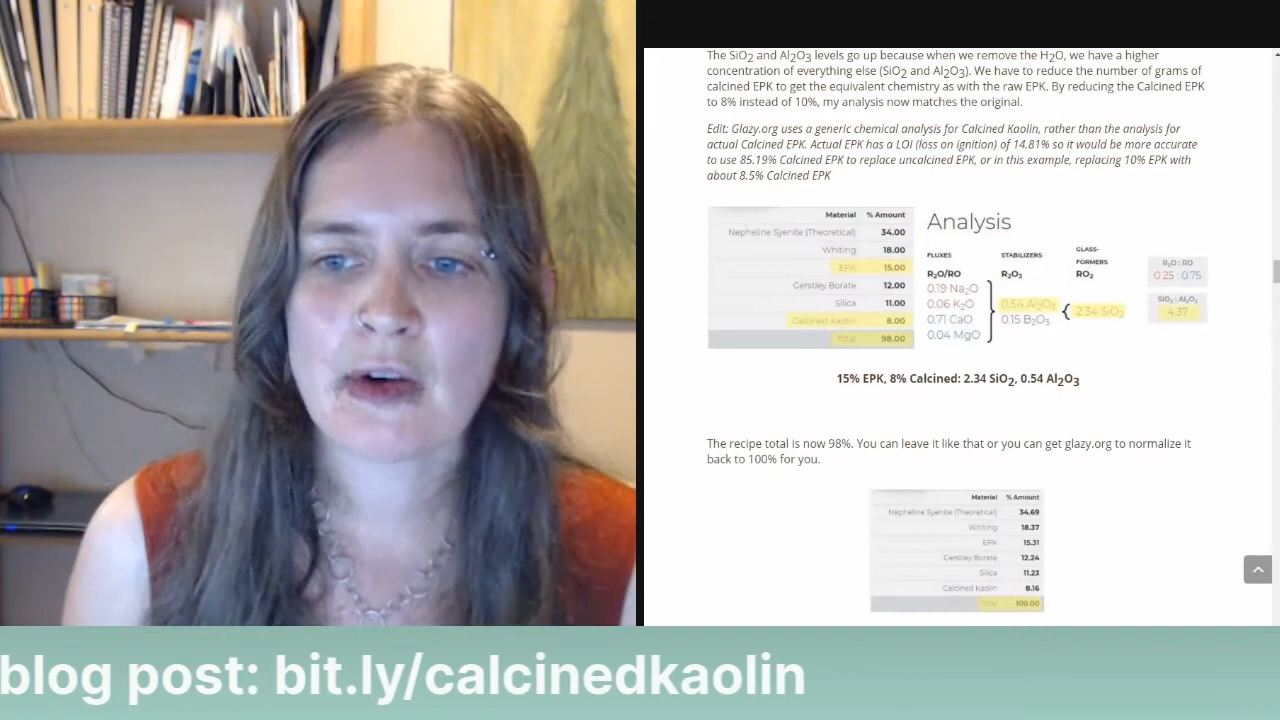 The SiO2 and Al2O3 levels go up because when we remove the H2O, we have a higher
concentration of everything else (SiO2 and Al2O3). We have to reduce the number of grams of
calcined EPK to get the equivalent chemistry as with the raw EPK. By reducing the Calcined EPK
to 8% instead of 10%, my analysis now matches the original.
Edit: Glazy.org uses a generic chemical analysis for Calcined Kaolin, rather than the analysis for
actual Calcined EPK. Actual EPK has a LOI (loss on ignition) of 14.81% so it would be more accurate
to use 85.19% Calcined EPK to replace uncalcined EPK, or in this example, replacing 10% EPK with
about 8.5% Calcined EPK
Material % Amount
Nepheline Syenite (Theoretical) 34.00
Whiting 18.00
EPK 15.00
Gerstley Borate 12.00
Silica 11.00
Calcined Kaolin 8.00
Total 98.00
Analysis
FLUXES
R2O/RO
0.19 Na2O
0.06 K2O
0.71 CaO
0.04 MgO
STABILIZERS
R2O3
0.54 Al2O3
0.15 B2O3
GLASS-
FORMERS
RO2
2.34 SiO2
R2O : RO
0.25 : 0.75
SiO2 : Al2O3
4.37
15% EPK, 8% Calcined: 2.34 SiO2, 0.54 Al2O3
The recipe total is now 98%. You can leave it like that or you can get glazy.org to normalize it
back to 100% for you.
Material % Amount
Nepheline Syenite (Theoretical) 34.69
Whiting 18.37
EPK 15.31
Gerstley Borate 12.24
Silica 11.23
Calcined Kaolin 8.16
Total 100.00
blog post: bit.ly/calcinedkaolin